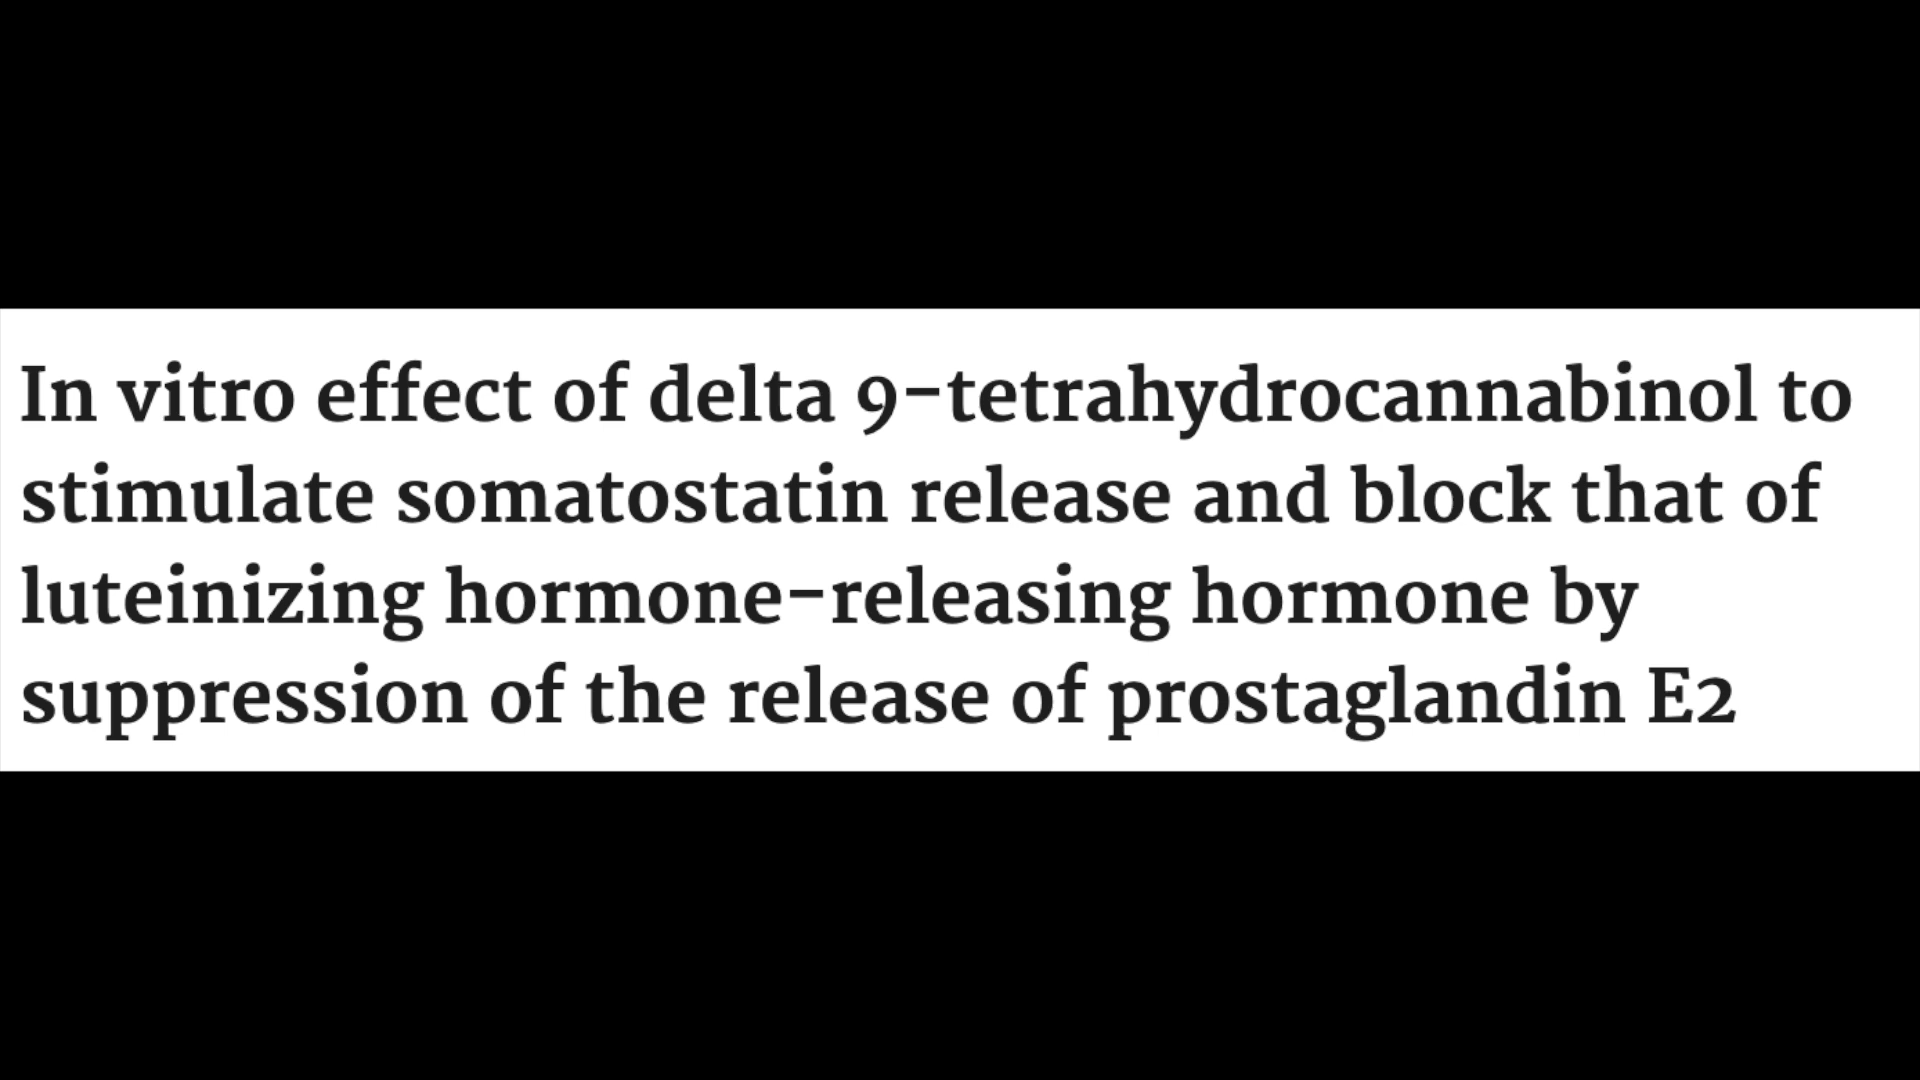 In vitro effect of delta 9-tetrahydrocannabinol to
stimulate somatostatin release and block that of
luteinizing hormone-releasing hormone by
suppression of the release of prostaglandin E2